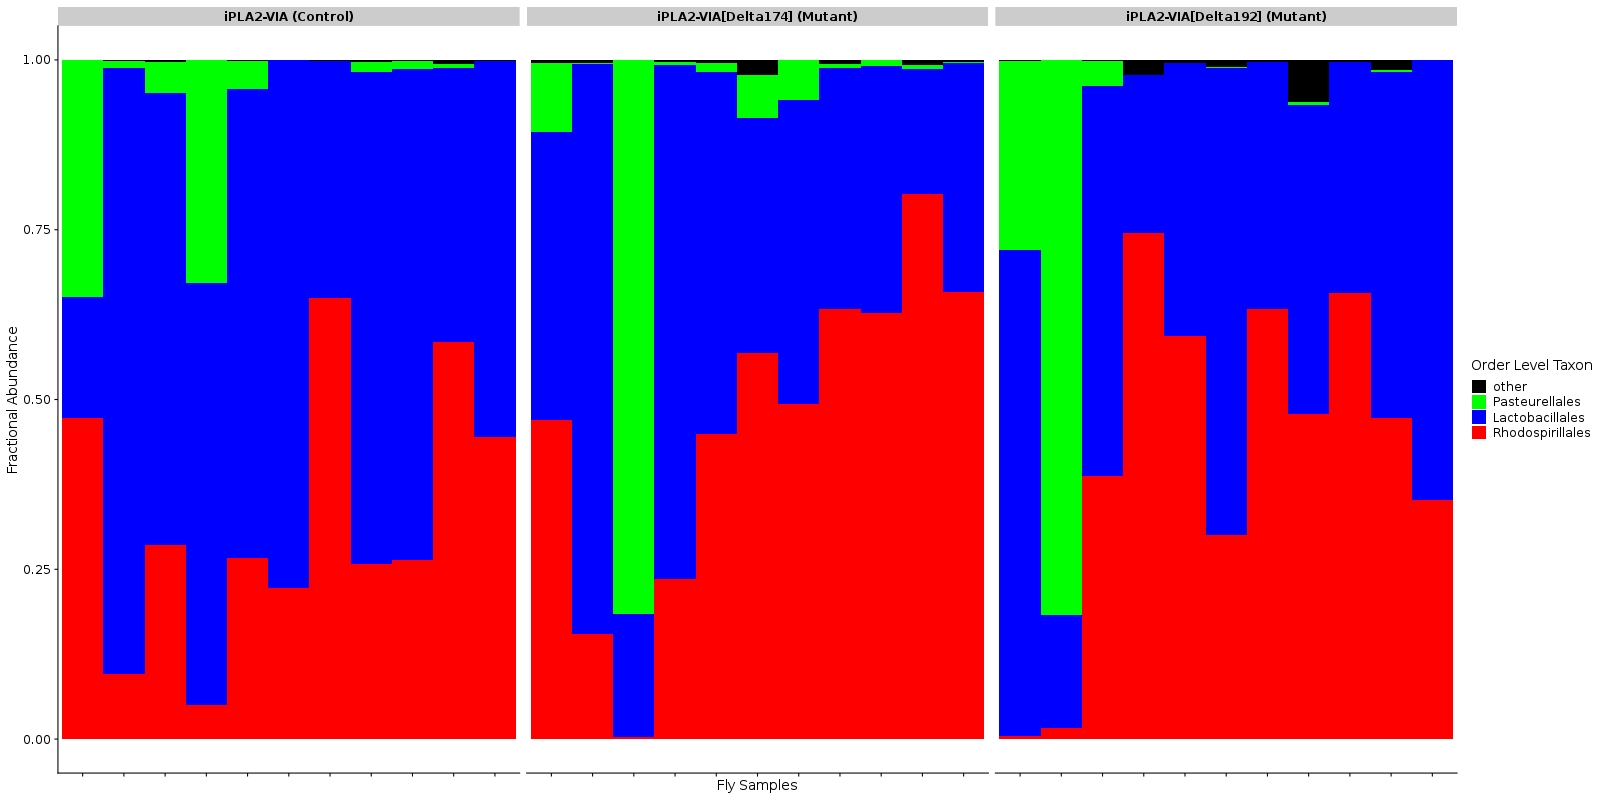 iPLA2-VIA (Control)
iPLA2-VIA[Delta174] (Mutant)
iPLA2-VIA[Delta192] (Mutant)
1.00
0.75
0.50
0.25
0.00
Fractional Abundance
Fly Samples
Order Level Taxon
other
Pasteurellales
Lactobacillales
Rhodospirillales